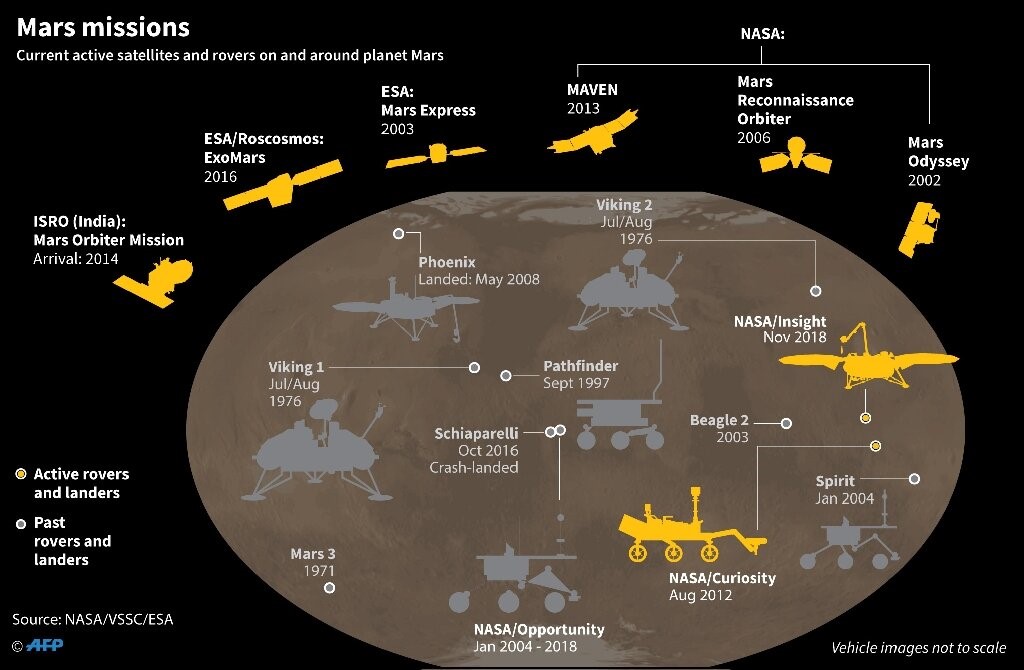 Mars missions
Current active satellites and rovers on and around planet Mars
NASA:
MAVEN
2013
Mars
Reconnaissance
Orbiter
2006
Mars
Odyssey
2002
ESA:
Mars Express
2003
ESA/Roscosmos:
ExoMars
2016
ISRO (India):
Mars Orbiter Mission
Arrival: 2014
Viking 2
Jul/Aug
1976
Phoenix
Landed: May 2008
NASA/Insight
Nov 2018
Viking 1
Jul/Aug
1976
Pathfinder
Sept 1997
Schiaparelli
Oct 2016
Crash-landed
Beagle 2
2003
Spirit
Jan 2004
Active rovers
and landers
Past
rovers and
landers
Mars 3
1971
NASA/Curiosity
Aug 2012
NASA/Opportunity
Jan 2004 - 2018
Source: NASA/VSSC/ESA
© AFP
Vehicle images not to scale